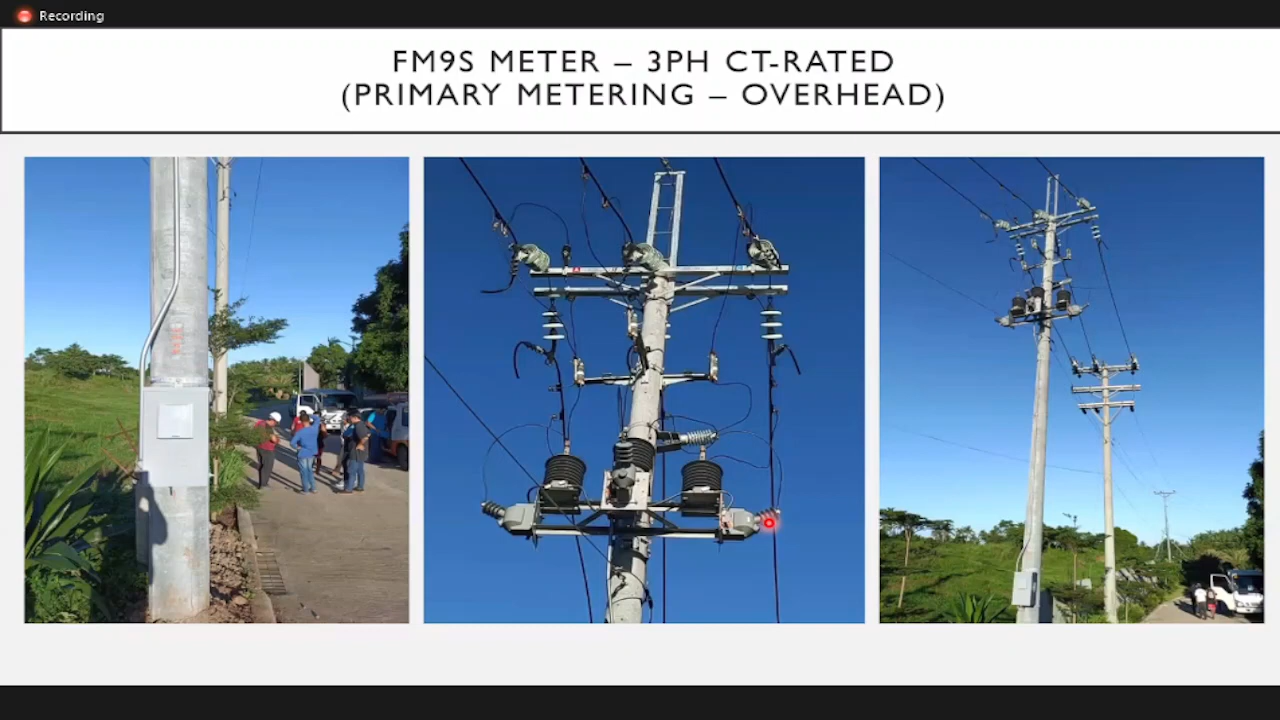 Recording
FM9S METER – 3PH CT-RATED
(PRIMARY METERING – OVERHEAD)